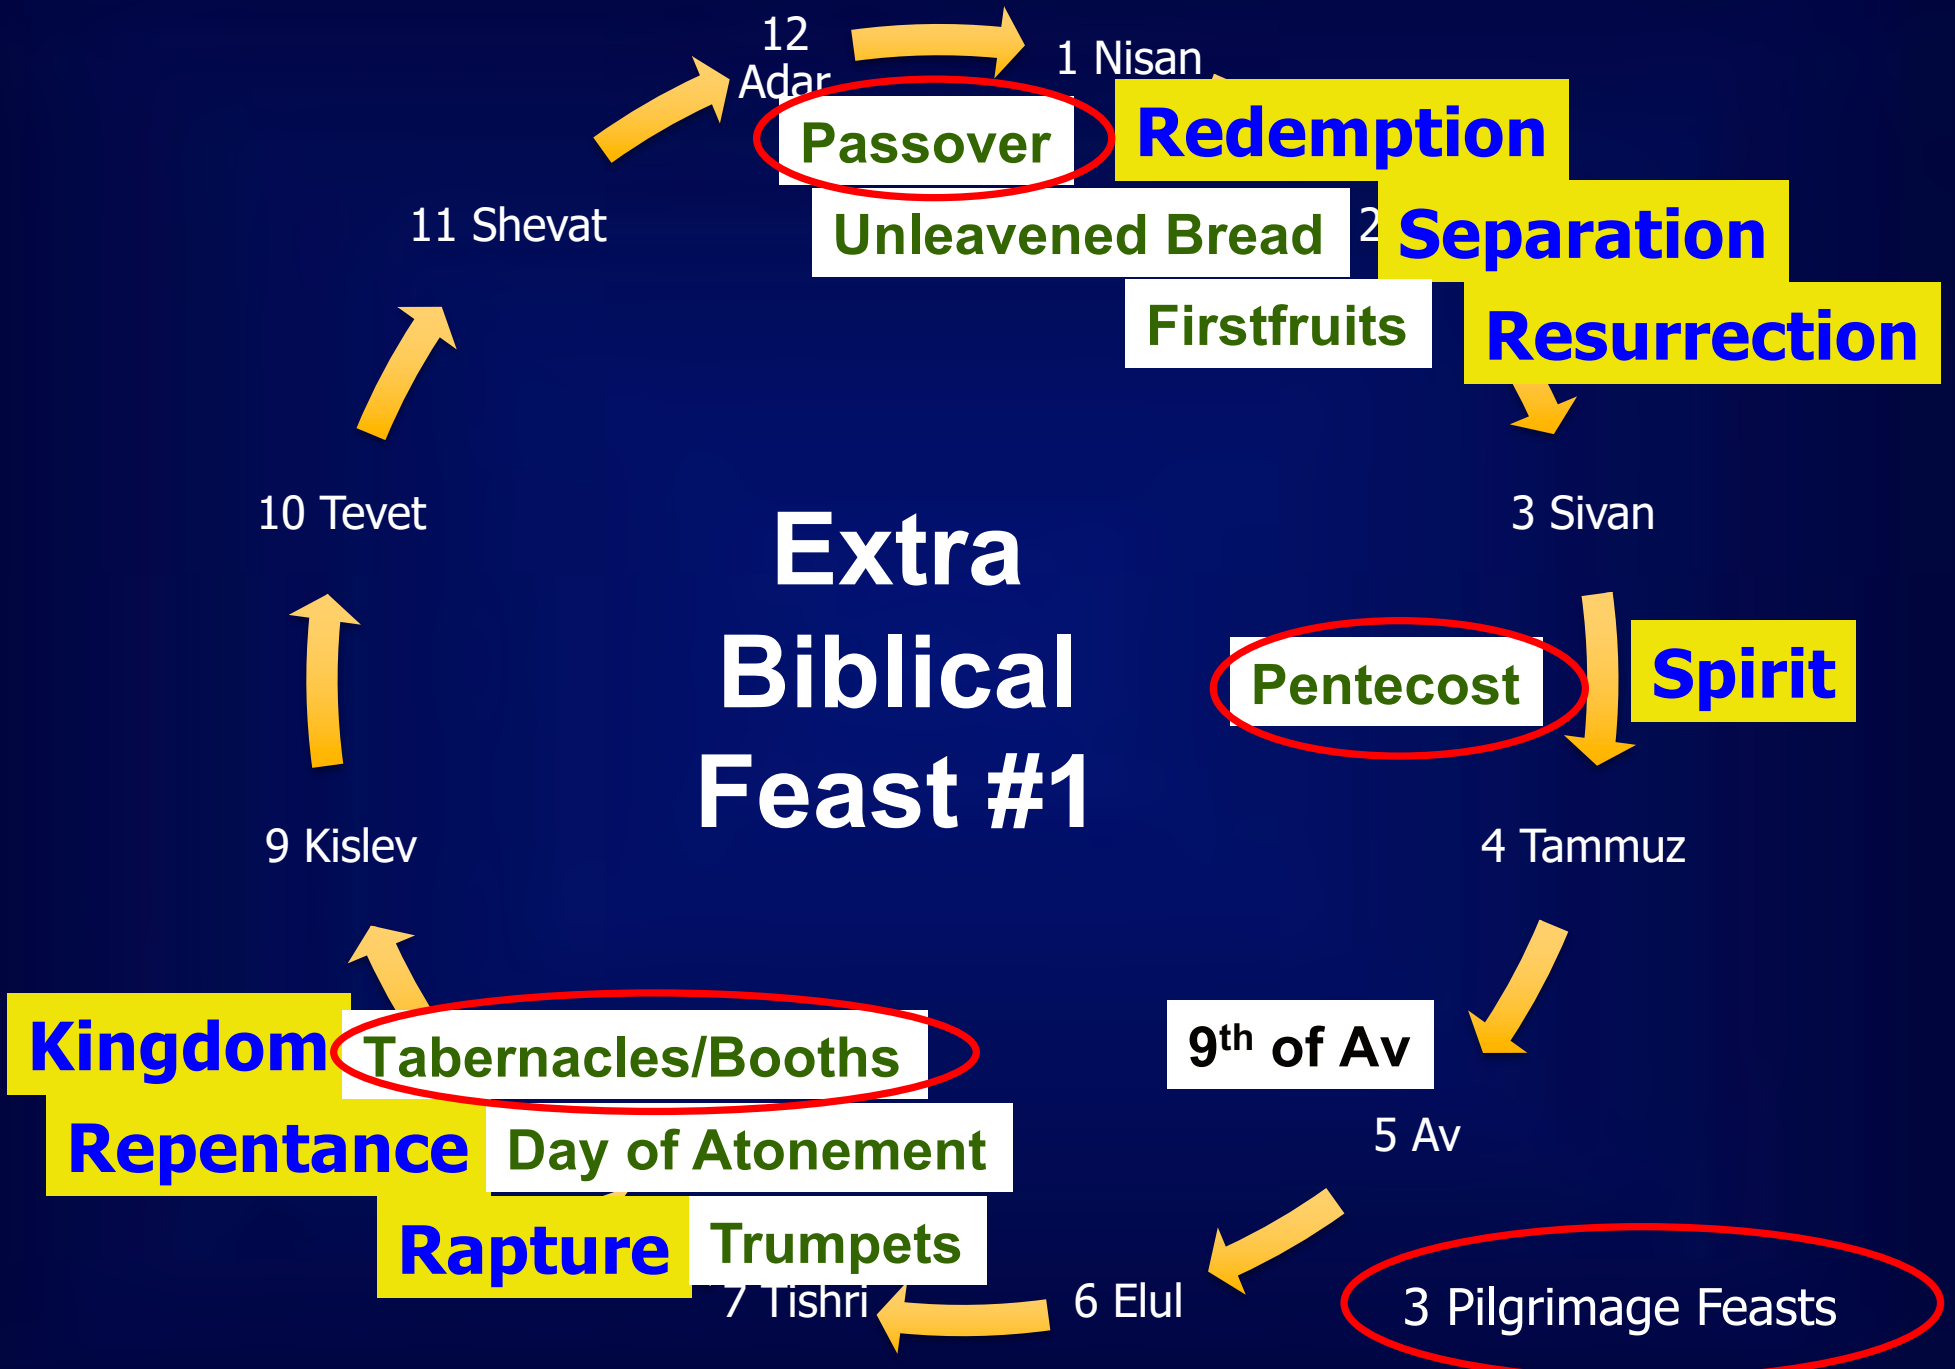 12
Adar
1 Nisan
Passover
Redemption
Unleavened Bread
2
Separation
Firstfruits
Resurrection
11 Shevat
10 Tevet
3 Sivan
Extra
Biblical
Feast #1
Pentecost
Spirit
9 Kislev
4 Tammuz
Kingdom
Tabernacles/Booths
9th of Av
Repentance
Day of Atonement
5 Av
Rapture
Trumpets
7 Tishri
6 Elul
3 Pilgrimage Feasts